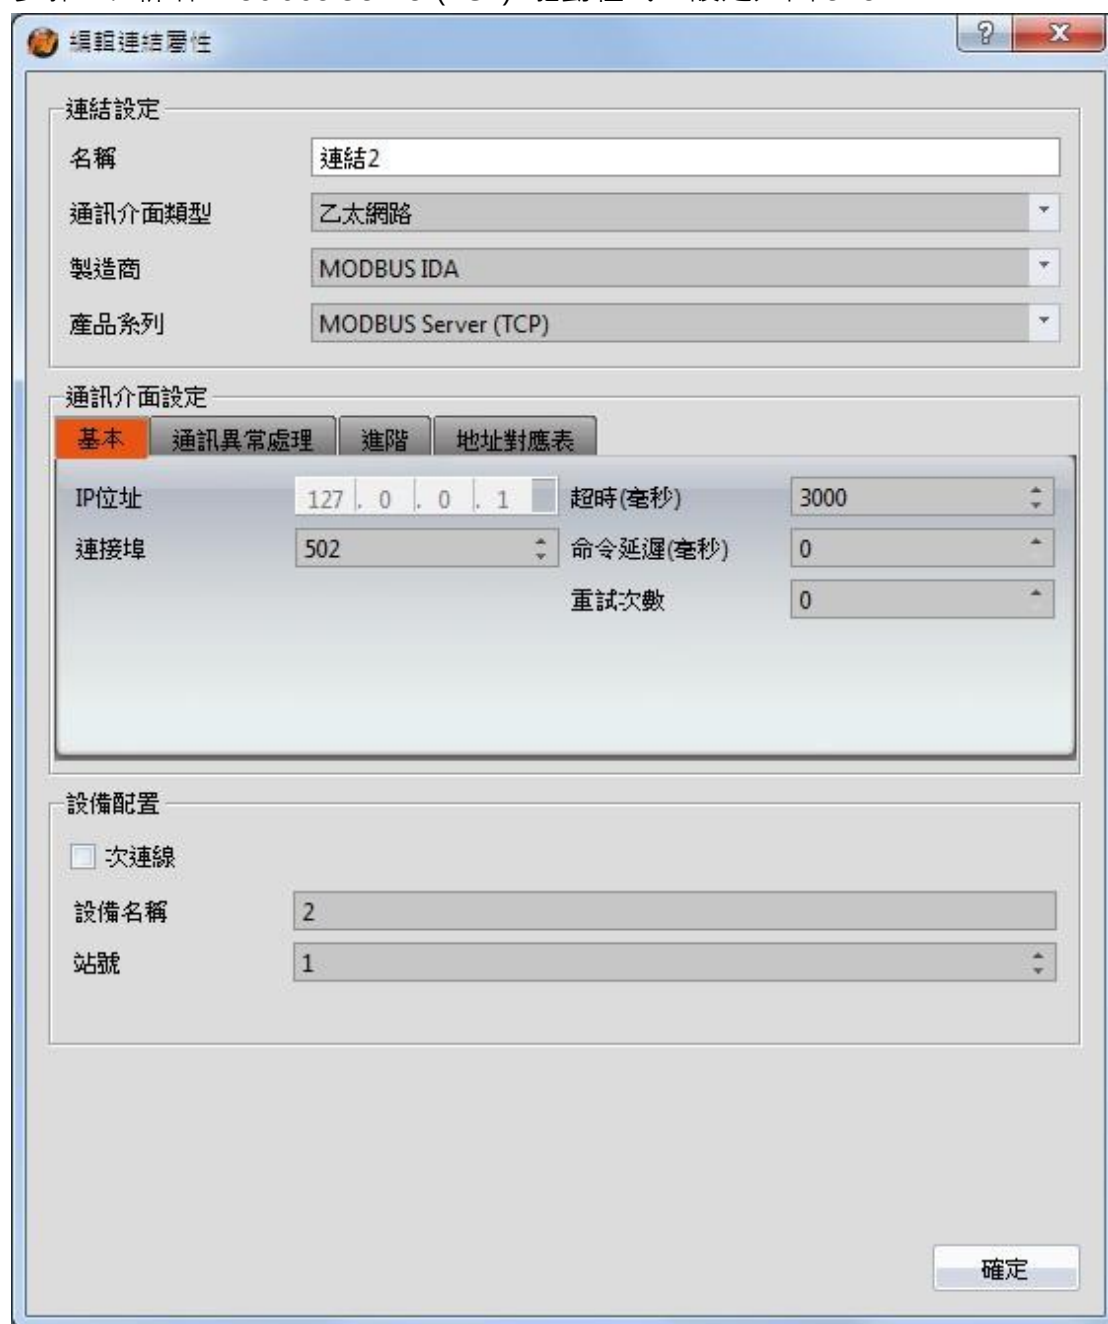 編輯連結屬性
連結設定
名稱 連結2
通訊介面類型 乙太網路
製造商 MODBUS IDA
產品系列 MODBUS Server (TCP)
通訊介面設定
基本 通訊異常處理 進階 地址對應表
IP位址 127 . 0 . 0 . 1 超時(毫秒) 3000
連接埠 502 命令延遲(毫秒) 0
重試次數 0
設備配置
次連線
設備名稱 2
站號 1
確定